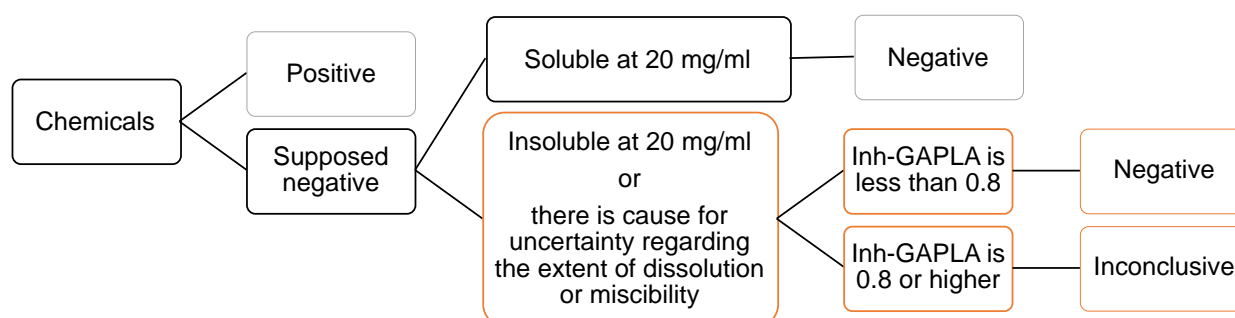 Chemicals
Positive
Supposed
negative
Soluble at 20 mg/ml
Negative
Insoluble at 20 mg/ml
or
there is cause for
uncertainty regarding
the extent of dissolution
or miscibility
Inh-GAPLA is
less than 0.8
Negative
Inh-GAPLA is
0.8 or higher
Inconclusive